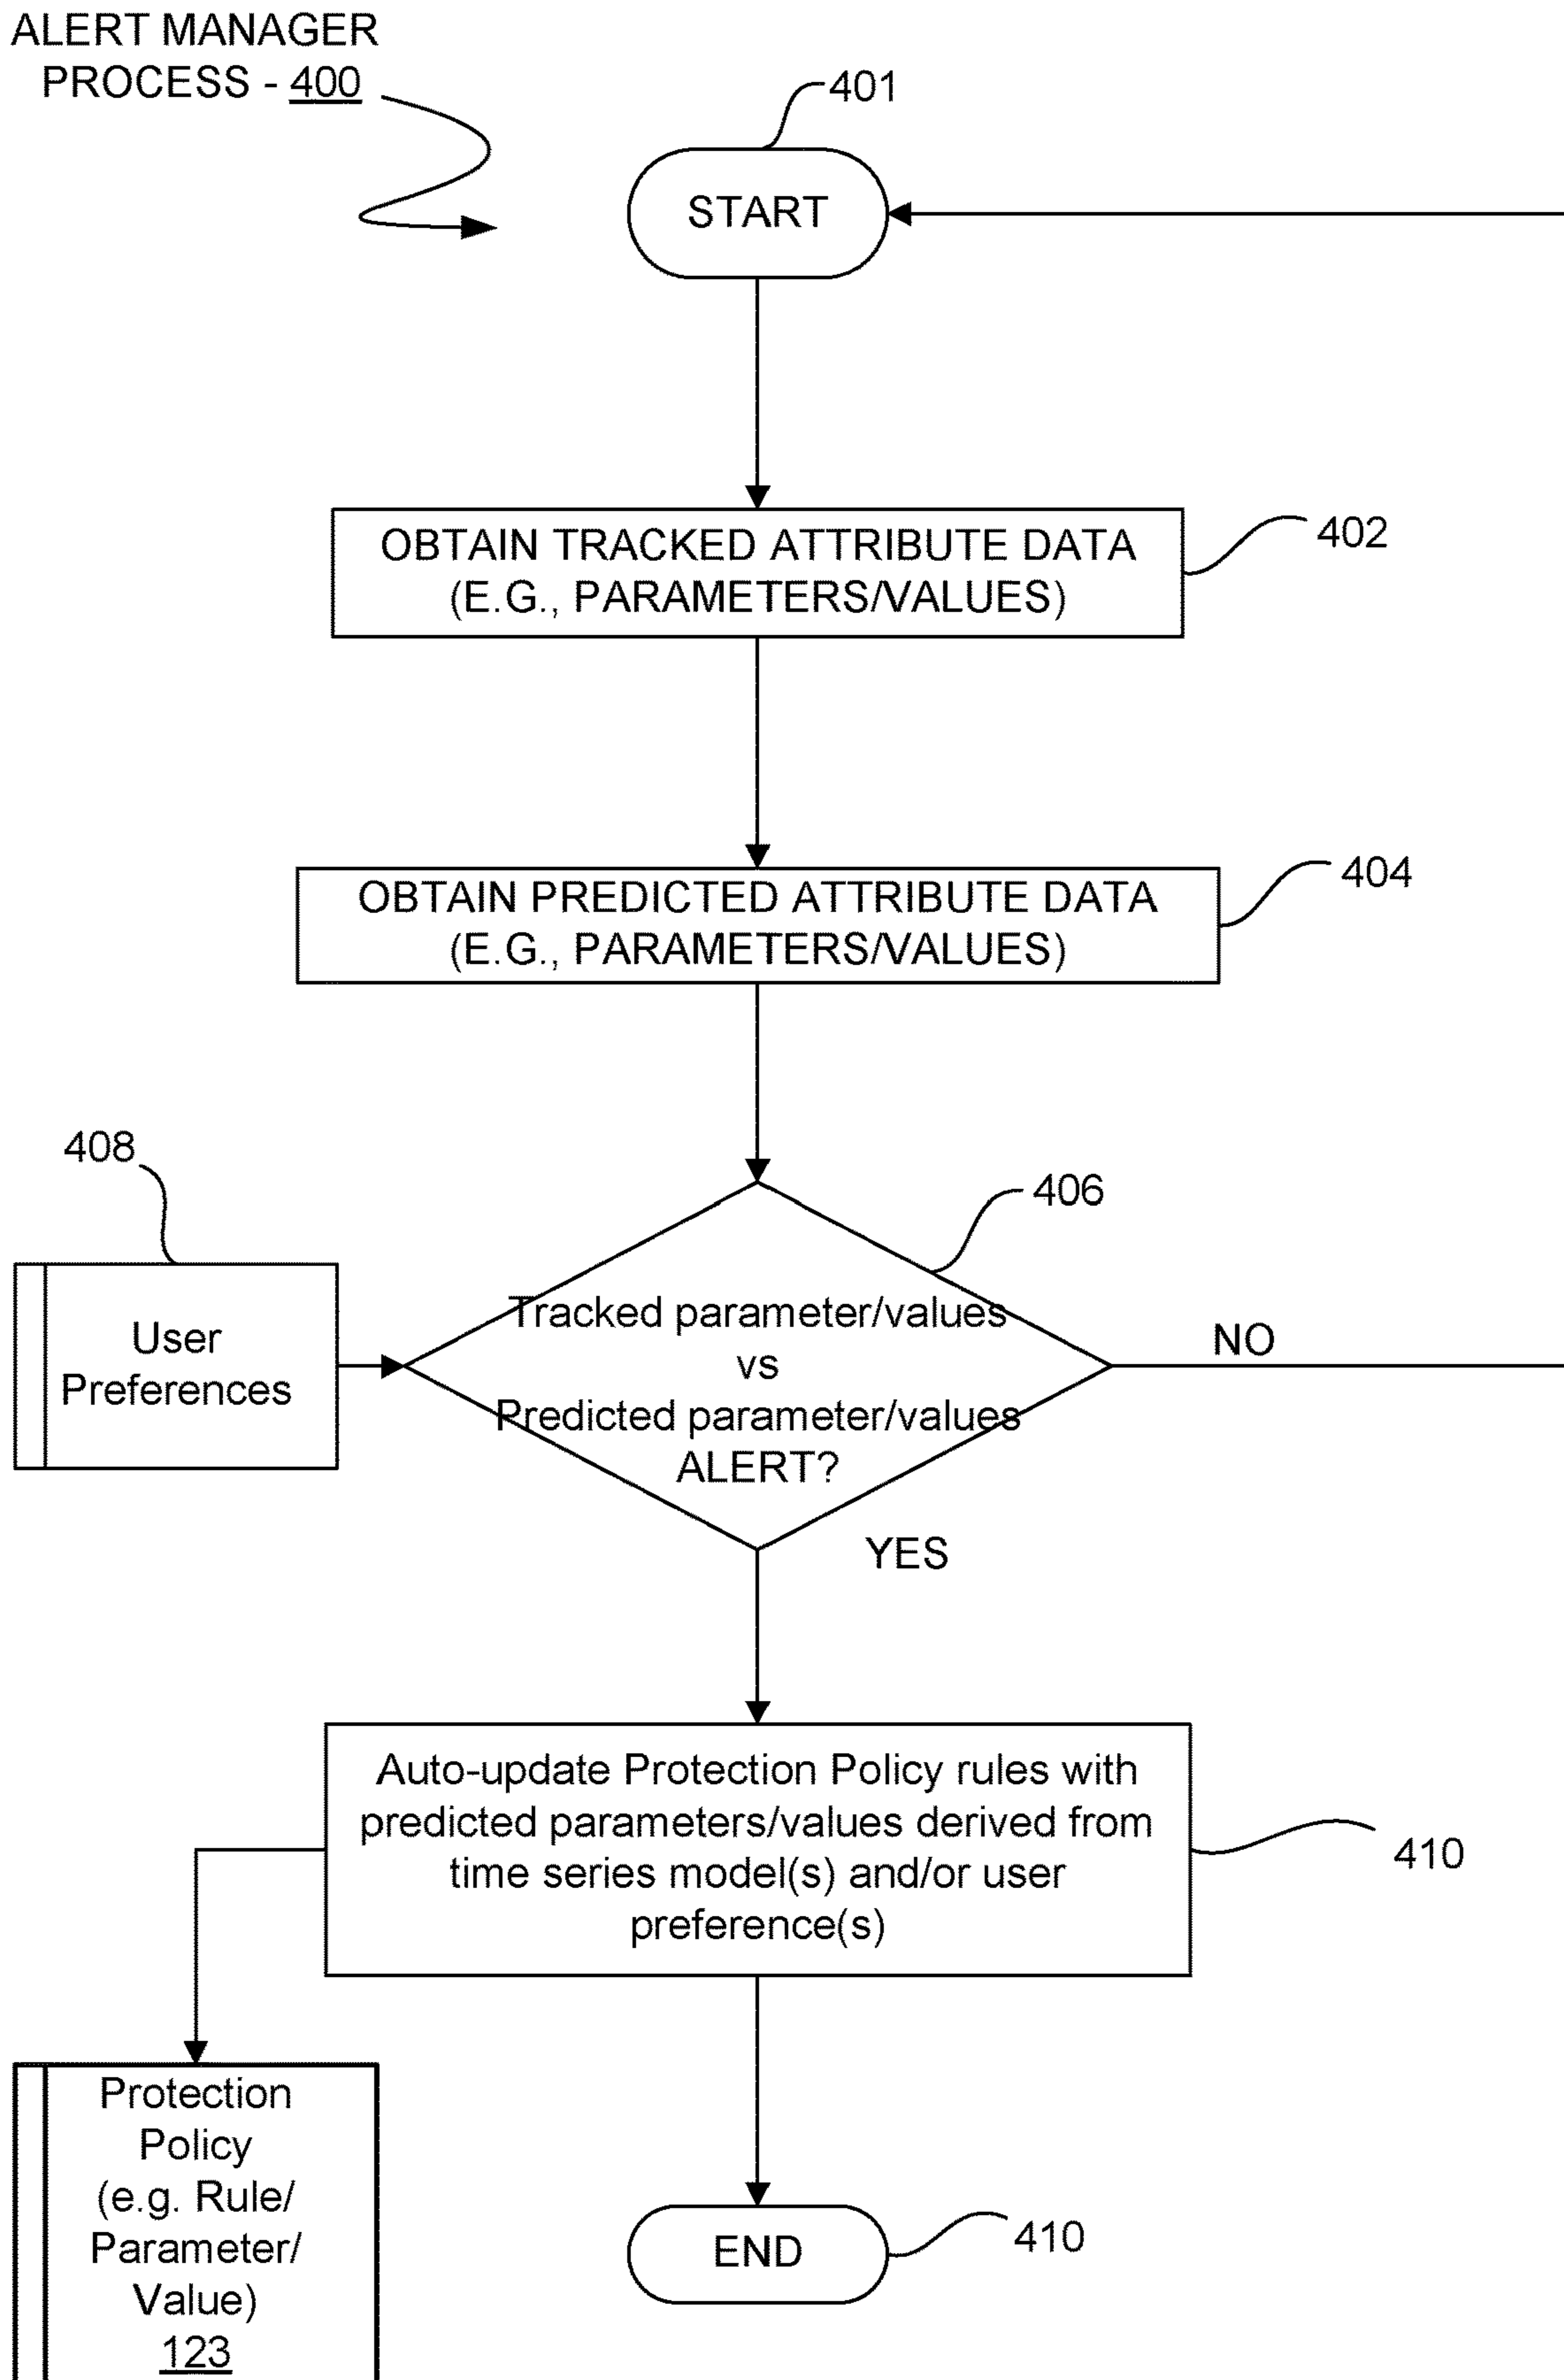 ALERT MANAGER
PROCESS - 400
401
START
OBTAIN TRACKED ATTRIBUTE DATA
(E.G., PARAMETERS/VALUES)
402
OBTAIN PREDICTED ATTRIBUTE DATA
(E.G., PARAMETERS/VALUES)
404
408
406
User
Preferences
Tracked parameter/values
vs
Predicted parameter/values
ALERT?
NO
YES
Auto-update Protection Policy rules with
predicted parameters/values derived from
time series model(s) and/or user
preference(s)
410
Protection
Policy
(e.g. Rule/
Parameter/
Value)
123
END
410